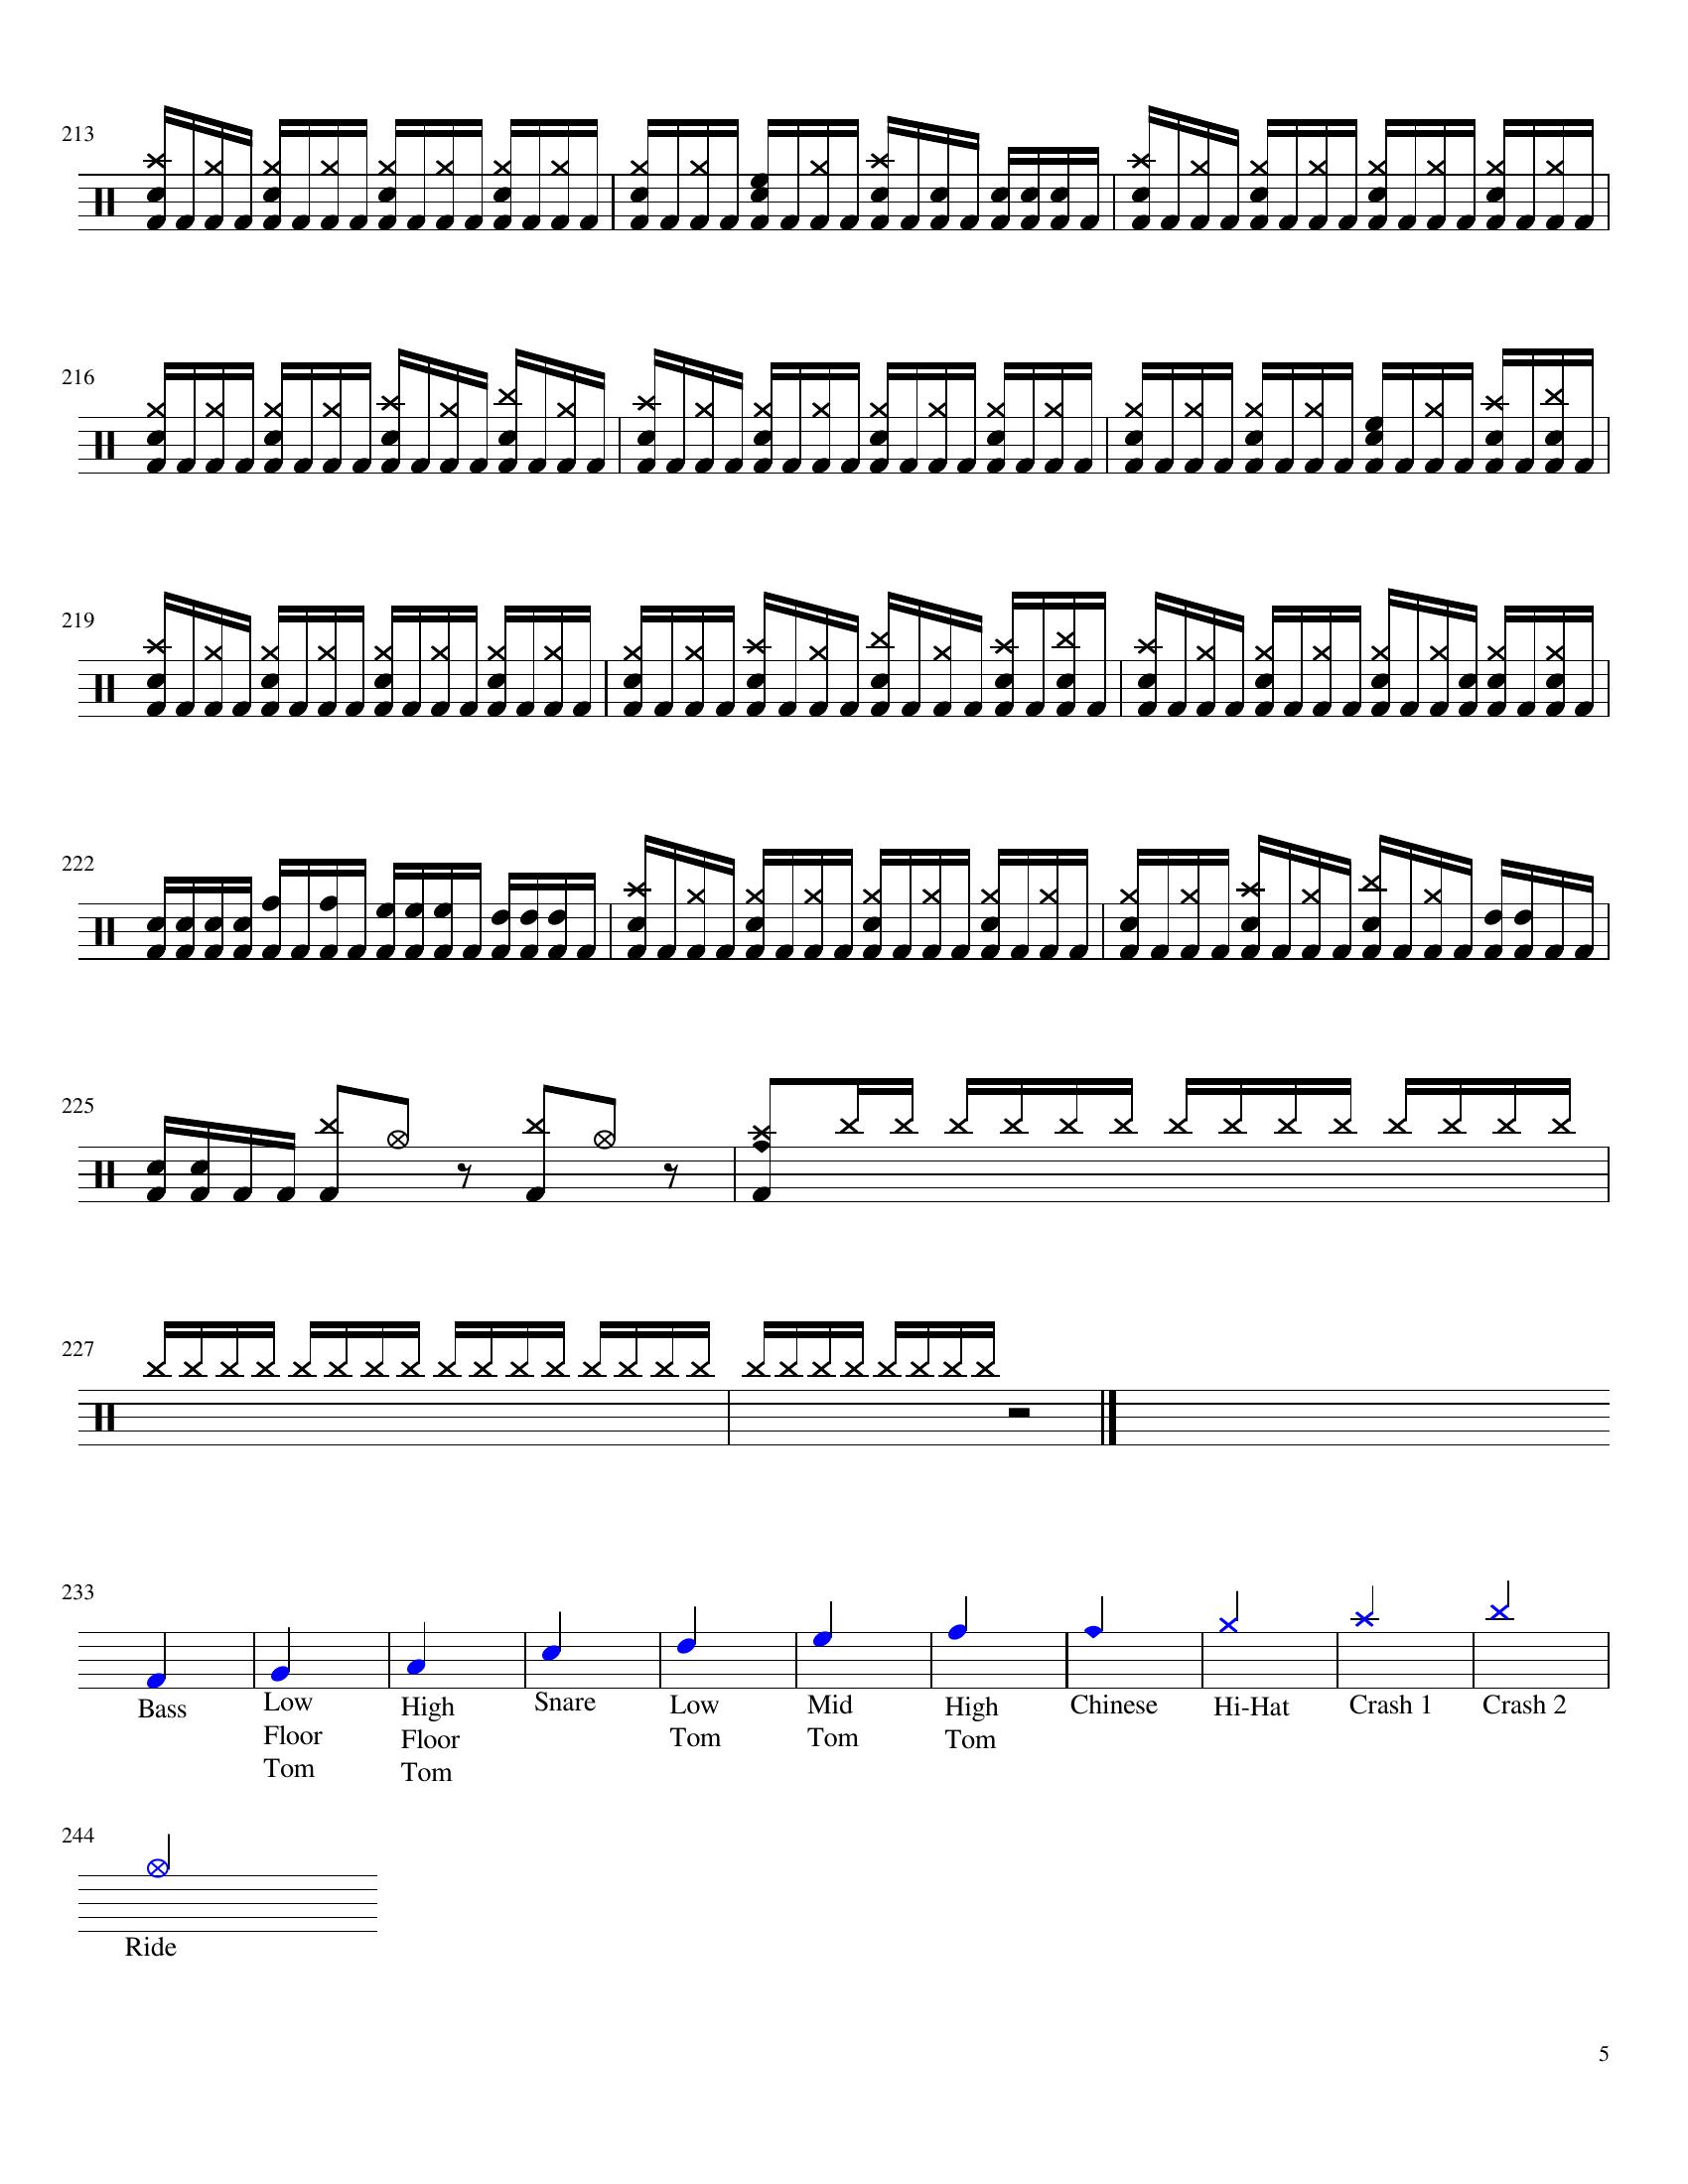 213
216
219
222
225
227
233
Bass Low High Snare Low Mid High Chinese Hi-Hat Crash 1 Crash 2
Floor Floor Tom Tom Tom
Tom Tom
244
Ride
5